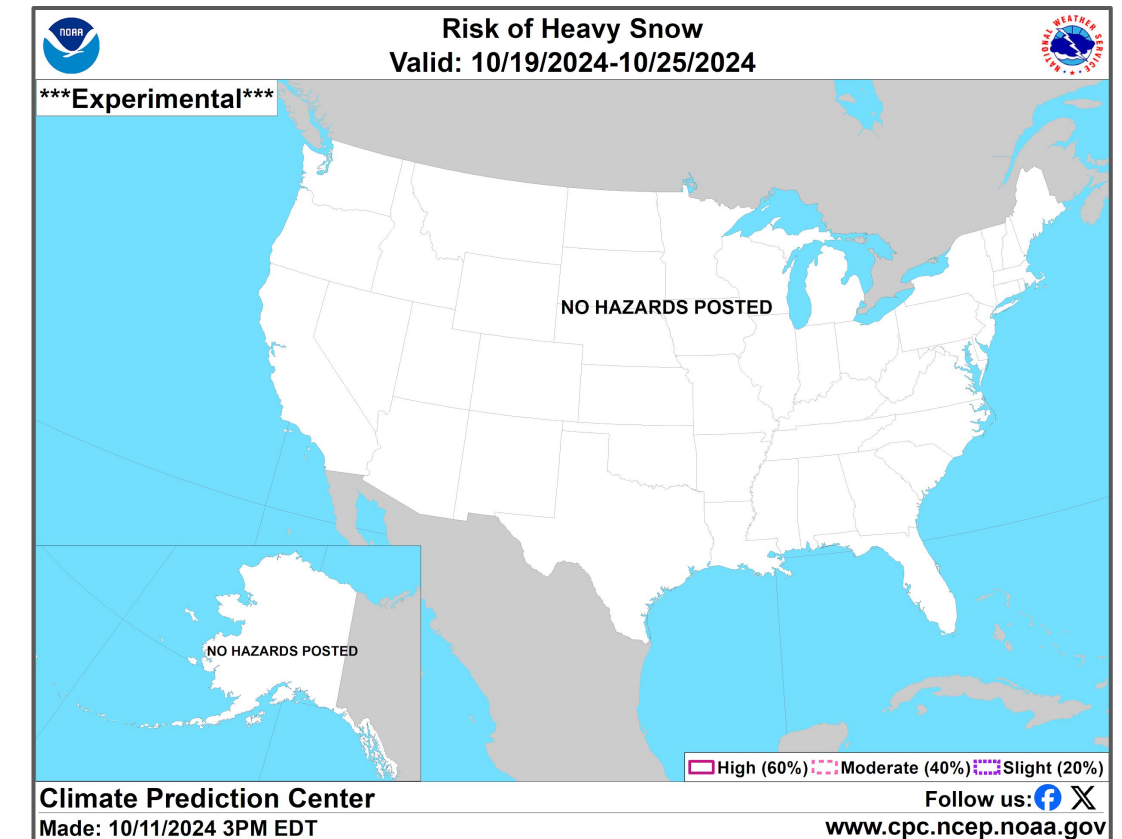 NOAA
Risk of Heavy Snow
Valid: 10/19/2024-10/25/2024
NATIONAL WEATHER SERVICE
***Experimental***
NO HAZARDS POSTED
NO HAZARDS POSTED
High (60%) Moderate (40%) Slight (20%)
Climate Prediction Center
Follow us:
Made: 10/11/2024 3PM EDT
www.cpc.ncep.noaa.gov